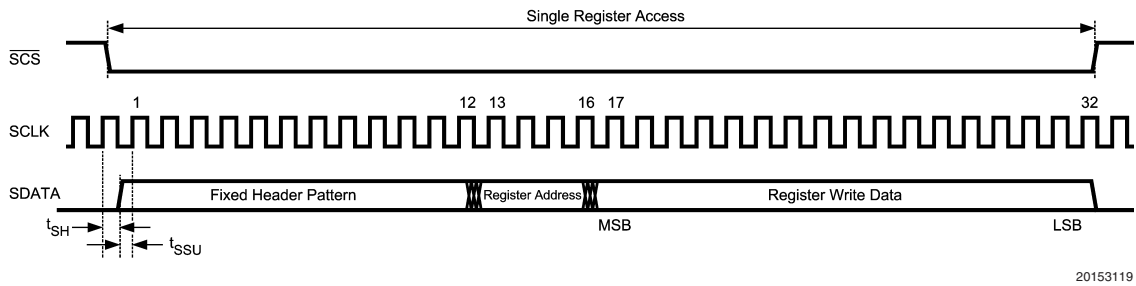 Single Register Access
SCS
1 12 13 16 17 32
SCLK
SDATA Fixed Header Pattern Register Address Register Write Data
tSH MSB LSB
tSSU
20153119